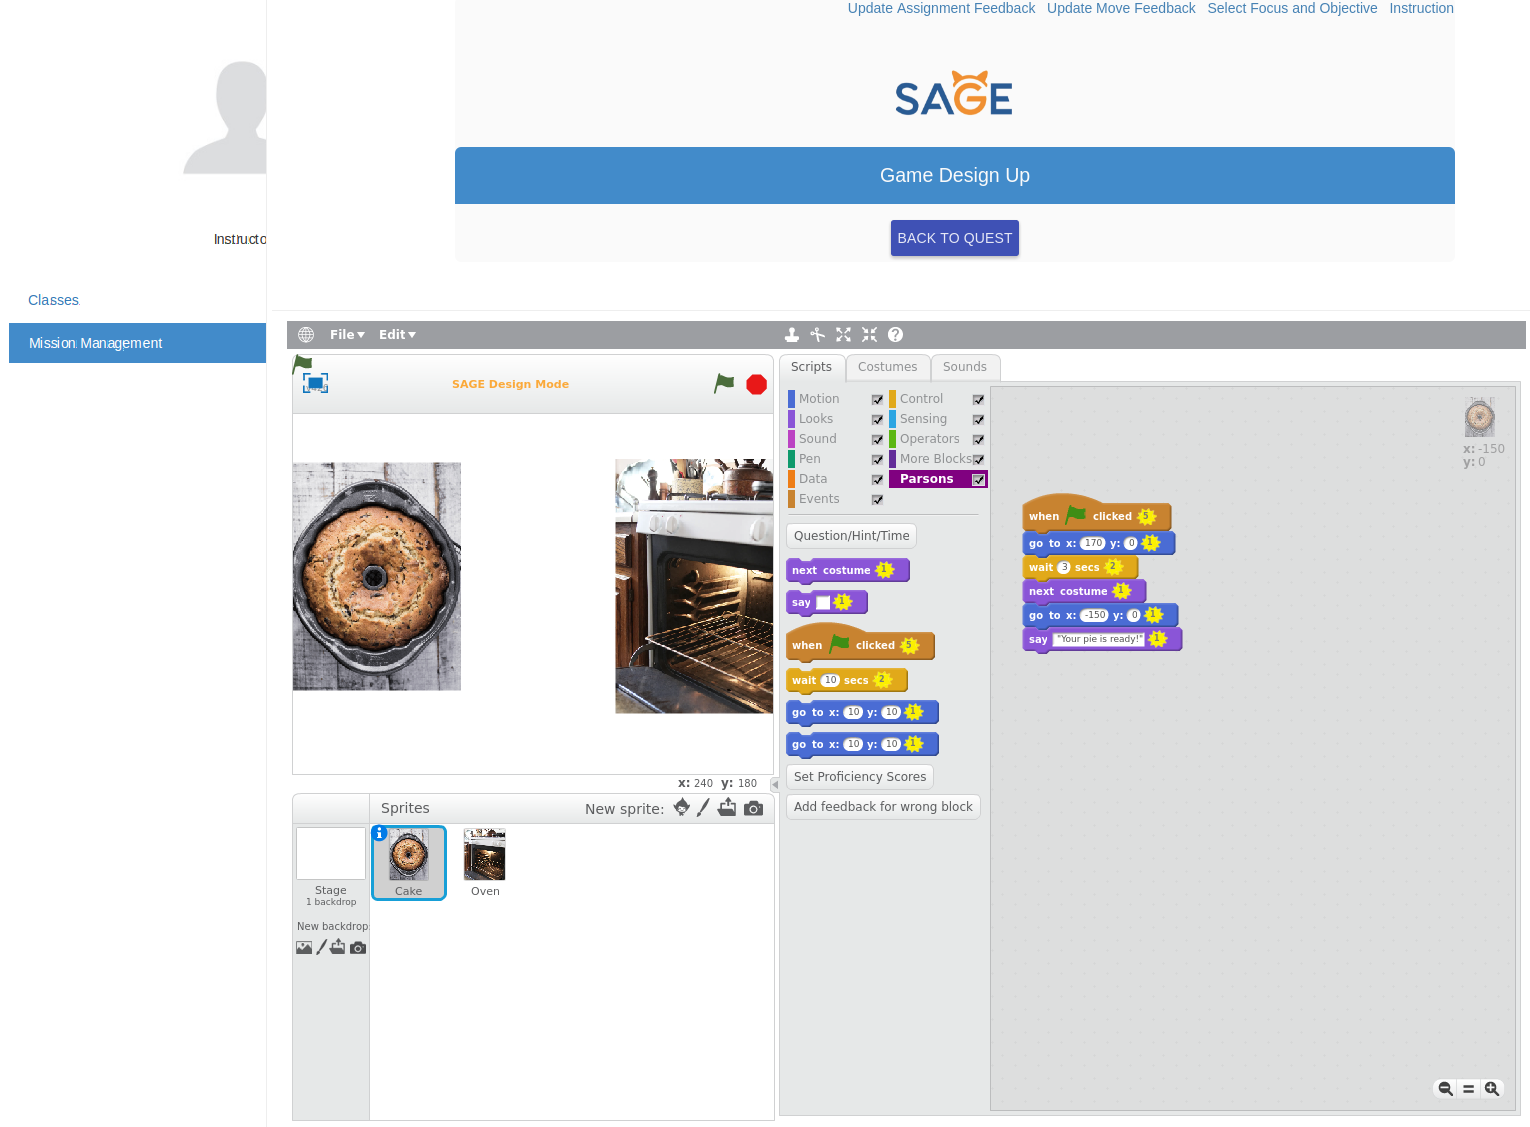 Update Assignment Feedback Update Move Feedback Select Focus and Objective Instruction
SAGE
Game Design Up
BACK TO QUEST
Instructo
Classes
Mission Management
File Edit
SAGE Design Mode
Scripts Costumes Sounds
Motion Control
Looks Sensing
Sound Operators
Pen More Blocks
Data Parsons
Events
x: -150
y: 0
Question/Hint/Time
next costume 1
say 1
when clicked 5
wait 10 secs 2
go to x: 10 y: 10 1
go to x: 10 y: 10 1
Set Proficiency Scores
Add feedback for wrong block
when clicked 5
go to x: 170 y: 0 1
wait 3 secs 2
next costume 1
go to x: -150 y: 0 1
say "Your pie is ready!" 1
x: 240 y: 180
Sprites New sprite:
Stage
1 backdrop
New backdrop:
Cake
Oven